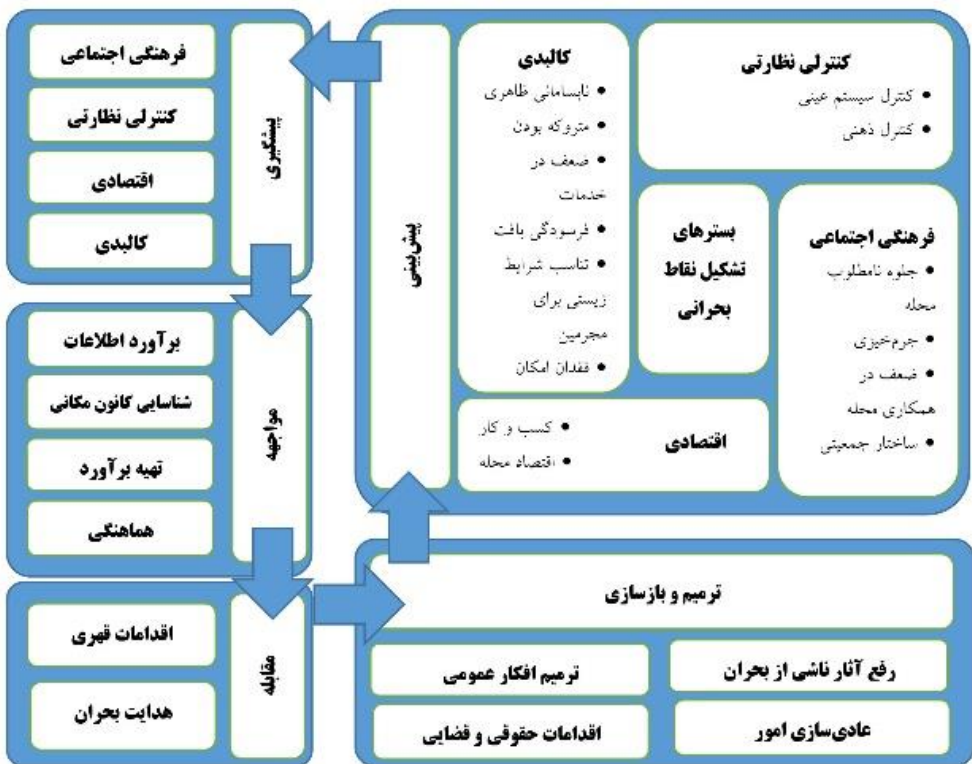 کنترلی نظارتی
• کنترل سیستم عینی
• کنترل ذهنی
کالبدی
• نابسامانی ظاهری
• متروکه بودن
• ضعف در
خدمات
• فرسودگی بافت
• تناسب شرایط
زیستی برای
مجرمین
• فقدان امکان
پیش‌بینی
بسترهای
تشکیل نقاط
بحرانی
فرهنگی اجتماعی
• جلوه نامطلوب
محله
• جرم‌خیزی
• ضعف در
همکاری محله
• ساختار جمعیتی
اقتصادی
• کسب و کار
• اقتصاد محله
پیشگیری
فرهنگی اجتماعی
کنترلی نظارتی
اقتصادی
کالبدی
مواجهه
برآورد اطلاعات
شناسایی کانون مکانی
تهیه برآورد
هماهنگی
مقابله
اقدامات قهری
هدایت بحران
ترمیم و بازسازی
رفع آثار ناشی از بحران
ترمیم افکار عمومی
عادی‌سازی امور
اقدامات حقوقی و قضایی